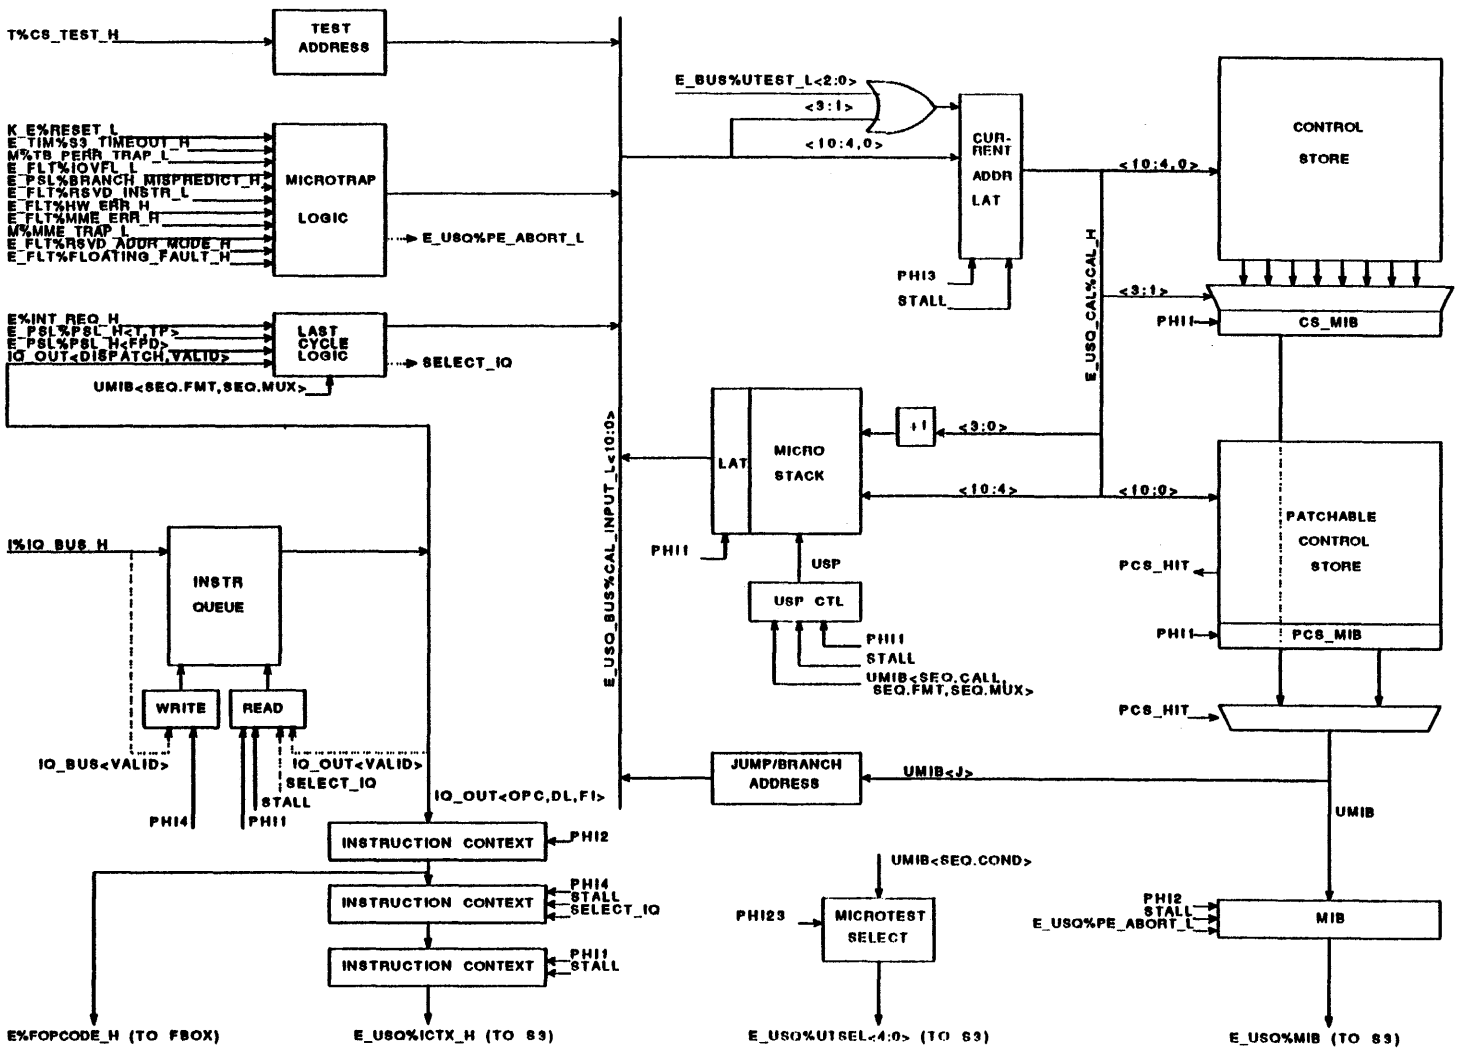 T%CS_TEST_H
TEST
ADDRESS
K_E%RESET_L
E_TIM%S3_TIMEOUT_H
M%TB_PERR_TRAP_L
E_FLT%IOVFL_L
E_PSL%BRANCH_MISPREDICT_H
E_FLT%RSVD_INSTR_L
E_FLT%HW_ERR_H
E_FLT%MME_ERR_H
M%MME_TRAP_L
E_FLT%RSVD_ADDR_MODE_H
E_FLT%FLOATING_FAULT_H
MICROTRAP
LOGIC
E_USQ%PE_ABORT_L
E%INT_REQ_H
E_PSL%PSL_H<T,TP>
E_PSL%PSL_H<FPD>
IQ_OUT<DISPATCH,VALID>
UMIB<SEQ.FMT,SEQ.MUX>
LAST
CYCLE
LOGIC
SELECT_IQ
E_USQ_BUS%CAL_INPUT_L<10:0>
E_BUS%UTEST_L<2:0>
<3:1>
<10:4,0>
CUR-
RENT
ADDR
LAT
PHI3
STALL
E_USQ_CAL%CAL_H
<10:4,0>
CONTROL
STORE
<3:1>
PHI1
CS_MIB
LAT
MICRO
STACK
+1
<3:0>
<10:4>
<10:0>
PHI1
USP
USP CTL
PHI1
STALL
UMIB<SEQ.CALL,
SEQ.FMT,SEQ.MUX>
PATCHABLE
CONTROL
STORE
PCS_HIT
PHI1
PCS_MIB
PCS_HIT
I%IQ_BUS_H
INSTR
QUEUE
WRITE
READ
IQ_BUS<VALID>
IQ_OUT<VALID>
SELECT_IQ
STALL
PHI4
PHI1
IQ_OUT<OPC,DL,FI>
JUMP/BRANCH
ADDRESS
UMIB<J>
UMIB
INSTRUCTION CONTEXT
PHI2
INSTRUCTION CONTEXT
PHI4
STALL
SELECT_IQ
INSTRUCTION CONTEXT
PHI1
STALL
UMIB<SEQ.COND>
PHI23
MICROTEST
SELECT
PHI2
STALL
E_USQ%PE_ABORT_L
MIB
E%FOPCODE_H (TO FBOX)
E_USQ%ICTX_H (TO S3)
E_USQ%UTSEL<4:0> (TO S3)
E_USQ%MIB (TO S3)